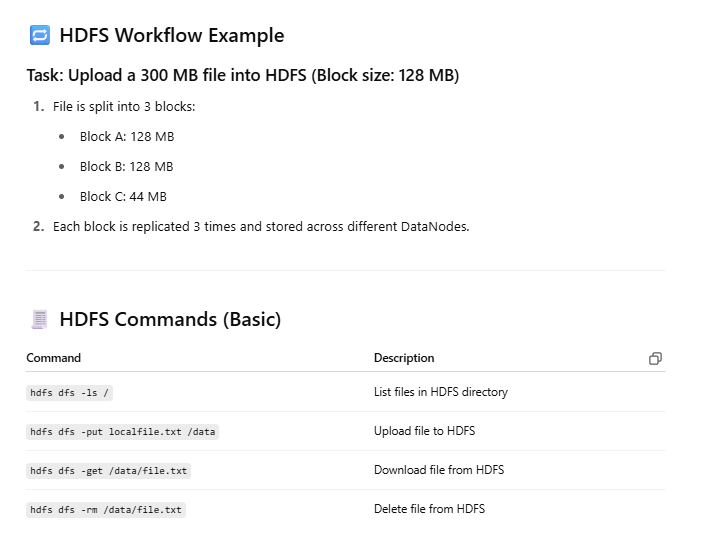 HDFS Workflow Example
Task: Upload a 300 MB file into HDFS (Block size: 128 MB)
1. File is split into 3 blocks:
• Block A: 128 MB
• Block B: 128 MB
• Block C: 44 MB
2. Each block is replicated 3 times and stored across different DataNodes.
HDFS Commands (Basic)
Command Description
hdfs dfs -ls / List files in HDFS directory
hdfs dfs -put localfile.txt /data Upload file to HDFS
hdfs dfs -get /data/file.txt Download file from HDFS
hdfs dfs -rm /data/file.txt Delete file from HDFS